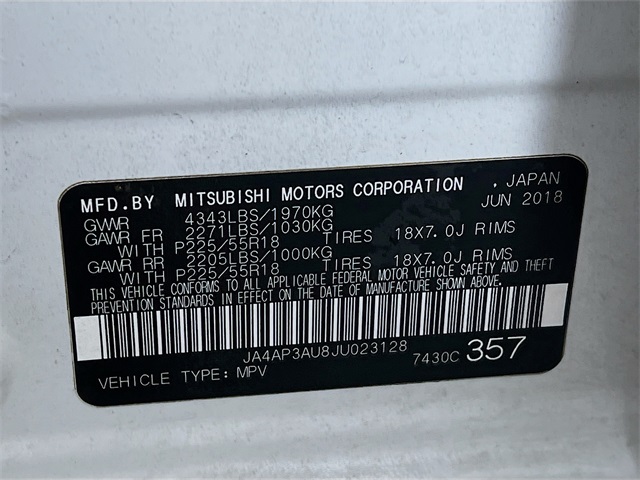 MFD.BY MITSUBISHI MOTORS CORPORATION , JAPAN
GVWR 4343LBS/1970KG JUN 2018
GAWR FR 2271LBS/1030KG
WITH P225/55R18 TIRES 18X7.0J RIMS
GAWR RR 2205LBS/1000KG
WITH P225/55R18 TIRES 18X7.0J RIMS
THIS VEHICLE CONFORMS TO ALL APPLICABLE FEDERAL MOTOR VEHICLE SAFETY AND THEFT
PREVENTION STANDARDS IN EFFECT ON THE DATE OF MANUFACTURE SHOWN ABOVE.
JA4AP3AU8JU023128 7430C 357
VEHICLE TYPE: MPV